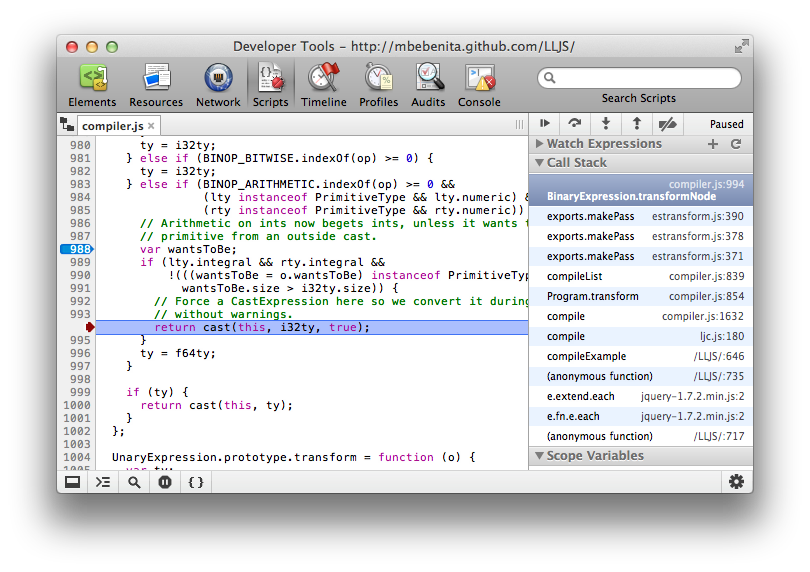 Developer Tools - http://mbebenita.github.com/LLJS/
Elements Resources Network Scripts Timeline Profiles Audits Console Search Scripts
compiler.js × Paused
980 ty = i32ty;
981 } else if (BINOP_BITWISE.indexOf(op) >= 0) {
982 ty = i32ty;
983 } else if (BINOP_ARITHMETIC.indexOf(op) >= 0 &&
984 (lty instanceof PrimitiveType && lty.numeric) &
985 (rty instanceof PrimitiveType && rty.numeric))
986 // Arithmetic on ints now begets ints, unless it wants
987 // primitive from an outside cast.
988 var wantsToBe;
989 if (lty.integral && rty.integral &&
990 !(((wantsToBe = o.wantsToBe) instanceof PrimitiveTyp
991 wantsToBe.size > i32ty.size)) {
992 // Force a CastExpression here so we convert it during
993 // without warnings.
return cast(this, i32ty, true);
995 }
996 ty = f64ty;
997 }
998
999 if (ty) {
1000 return cast(this, ty);
1001 }
1002 };
1003
1004 UnaryExpression.prototype.transform = function (o) {
1005 var ty;
Watch Expressions
Call Stack
compiler.js:994
BinaryExpression.transformNode
exports.makePass estransform.js:390
exports.makePass estransform.js:378
exports.makePass estransform.js:371
compileList compiler.js:839
Program.transform compiler.js:854
compile compiler.js:1632
compile ljc.js:180
compileExample /LLJS/:646
(anonymous function) /LLJS/:735
e.extend.each jquery-1.7.2.min.js:2
e.fn.e.each jquery-1.7.2.min.js:2
(anonymous function) /LLJS/:717
Scope Variables